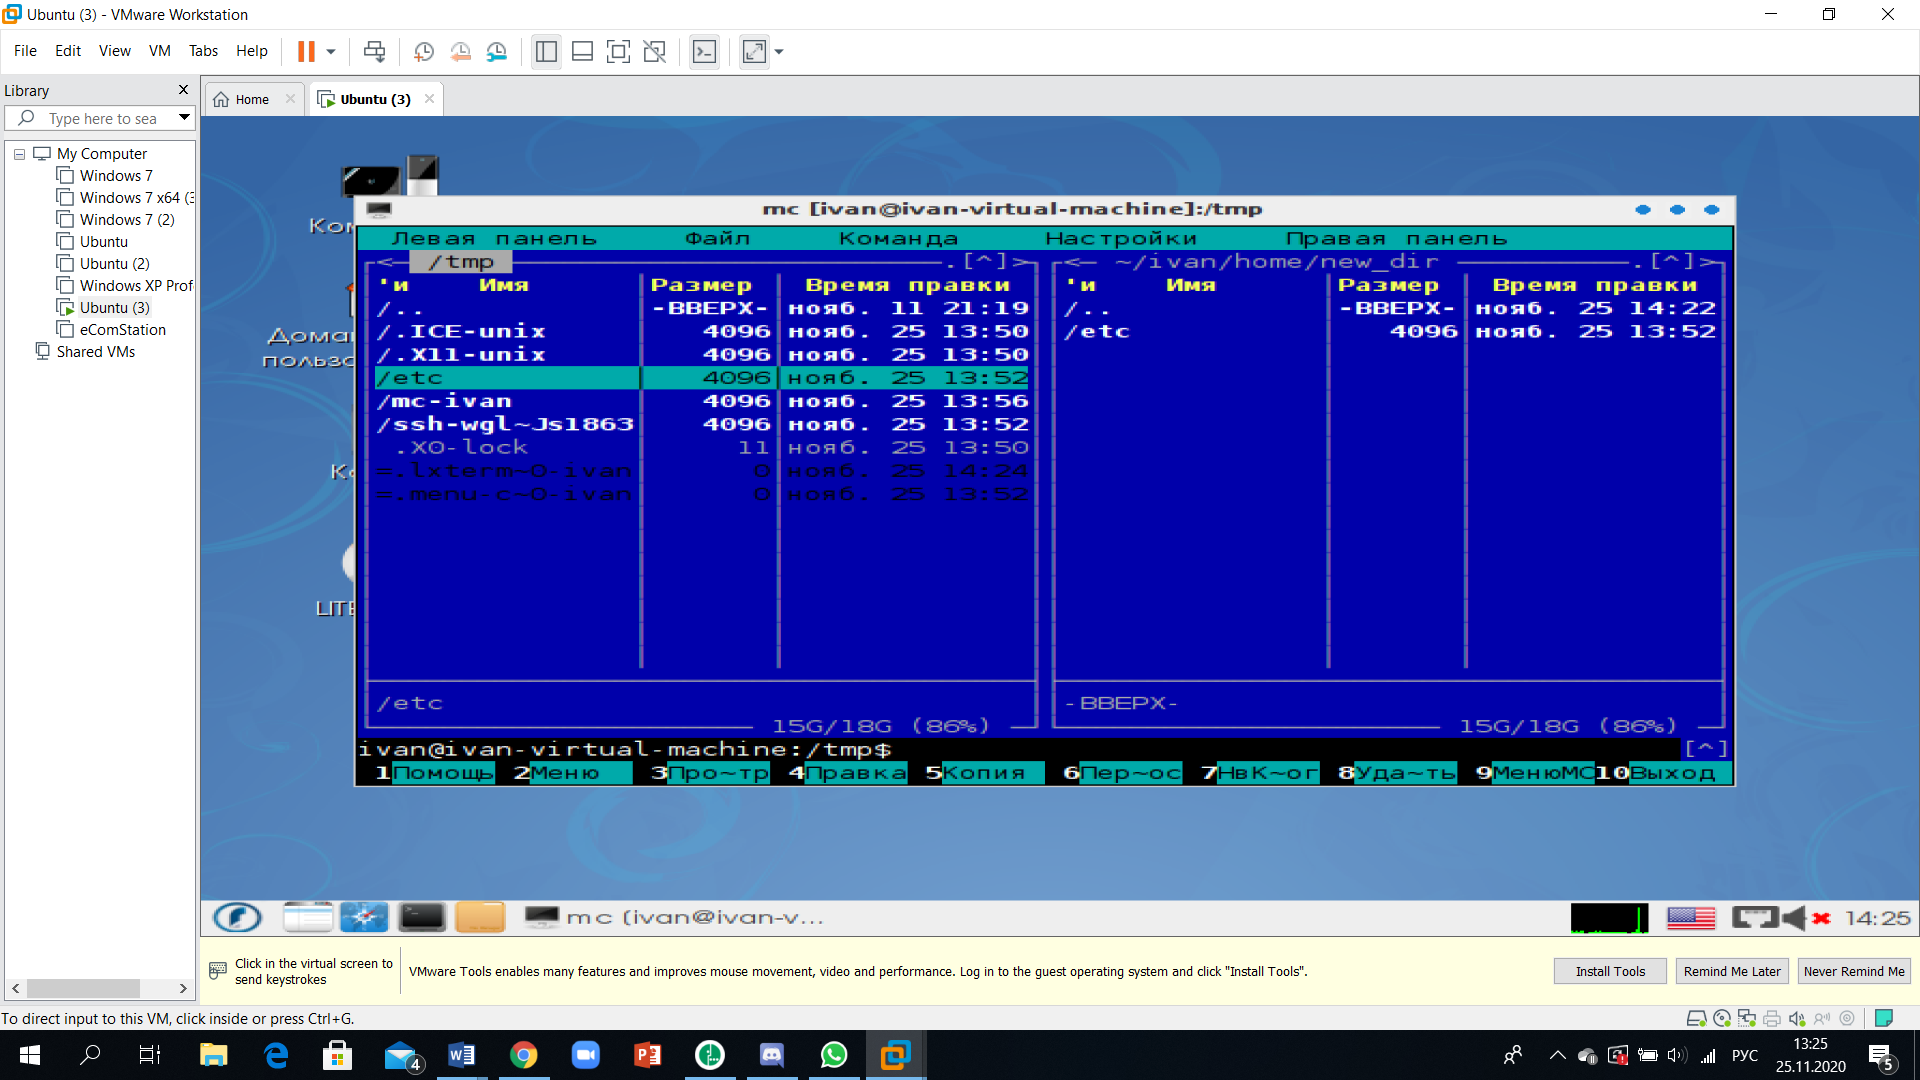 Ubuntu (3) - VMware Workstation
File Edit View VM Tabs Help
Library
Home
Ubuntu (3)
Type here to sea
My Computer
Windows 7
Windows 7 x64 (3
Windows 7 (2)
Ubuntu
Ubuntu (2)
Windows XP Prof
Ubuntu (3)
eComStation
Shared VMs
Ком
Дома
польз
К
LITE
mc [ivan@ivan-virtual-machine]:/tmp
Левая панель Файл Команда Настройки Правая панель
<— /tmp .[^]>
'и Имя Размер Время правки
/.. -ВВЕРХ- нояб. 11 21:19
/.ICE-unix 4096 нояб. 25 13:50
/.X11-unix 4096 нояб. 25 13:50
/etc 4096 нояб. 25 13:52
/mc-ivan 4096 нояб. 25 13:56
/ssh-wgl~Js1863 4096 нояб. 25 13:52
.X0-lock 11 нояб. 25 13:50
=.lxterm~0-ivan 0 нояб. 25 14:24
=.menu-c~0-ivan 0 нояб. 25 13:52
/etc
15G/18G (86%)
<— ~/ivan/home/new_dir .[^]>
'и Имя Размер Время правки
/.. -ВВЕРХ- нояб. 25 14:22
/etc 4096 нояб. 25 13:52
-ВВЕРХ-
15G/18G (86%)
ivan@ivan-virtual-machine:/tmp$ [^]
1Помощь 2Меню 3Про~тр 4Правка 5Копия 6Пер~ос 7НвК~ог 8Уда~ть 9МенюMC 10Выход
mc (ivan@ivan-v...
14:25
Click in the virtual screen to
send keystrokes
VMware Tools enables many features and improves mouse movement, video and performance. Log in to the guest operating system and click "Install Tools".
Install Tools Remind Me Later Never Remind Me
To direct input to this VM, click inside or press Ctrl+G.
4
РУС
13:25
25.11.2020
5